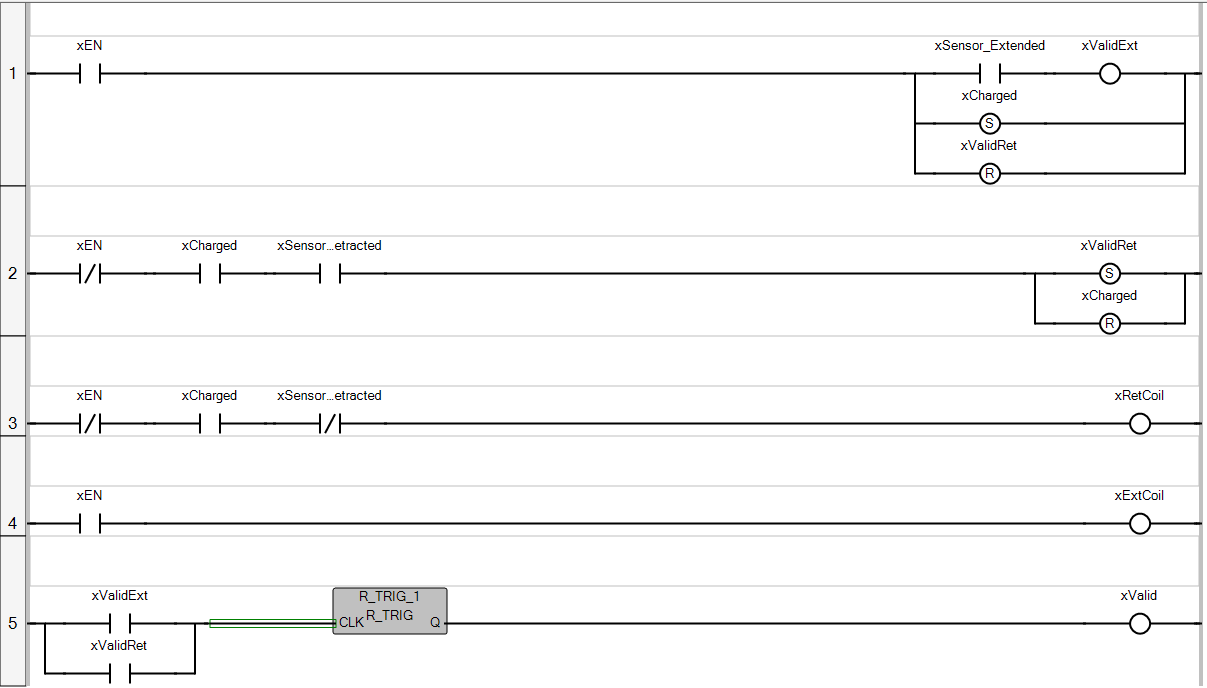 xEN
xSensor_Extended
xValidExt
1
xCharged
S
xValidRet
R
xEN
xCharged
xSensor...etracted
xValidRet
2
S
xCharged
R
xEN
xCharged
xSensor...etracted
xRetCoil
3
xEN
xExtCoil
4
xValidExt
R_TRIG_1
xValid
R_TRIG
5
CLK
Q
xValidRet